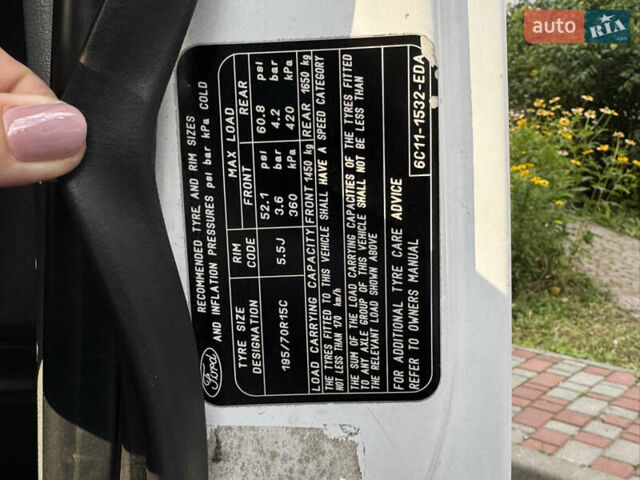 auto RIA
.com
Ford
RECOMMENDED TYRE, AND RIM SIZES
AND INFLATION PRESSURES psi bar kPa COLD
TYRE SIZE DESIGNATION
RIM CODE
MAX LOAD
FRONT
REAR
195/70R15C
5.5J
52.1 psi
3.6 bar
360 kPa
60.8 psi
4.2 bar
420 kPa
LOAD CARRYING CAPACITY FRONT 1450 kg REAR 1650 kg
THE TYRES FITTED TO THIS VEHICLE SHALL HAVE A SPEED CATEGORY
NOT LESS THAN 170 km/h
THE SUM OF THE LOAD CARRYING CAPACITIES OF THE TYRES FITTED
TO ANY AXLE GROUP OF THIS VEHICLE SHALL NOT BE LESS THAN
THE RELEVANT LOAD SHOWN ABOVE
FOR ADDITIONAL TYRE CARE ADVICE
REFER TO OWNERS MANUAL
6C11-1532-EDA